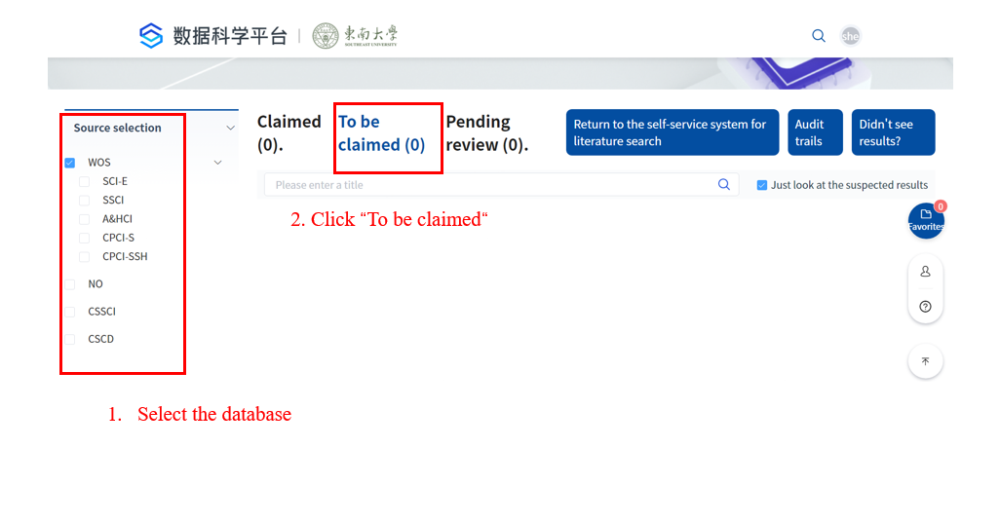 数据科学平台
東南大學
SOUTHEAST UNIVERSITY
she
Source selection
WOS
SCI-E
SSCI
A&HCI
CPCI-S
CPCI-SSH
NO
CSSCI
CSCD
Claimed
(0).
To be
claimed (0)
Pending
review (0).
Return to the self-service system for
literature search
Audit
trails
Didn't see
results?
Please enter a title
Just look at the suspected results
2. Click “To be claimed“
0
Favorites
1. Select the database